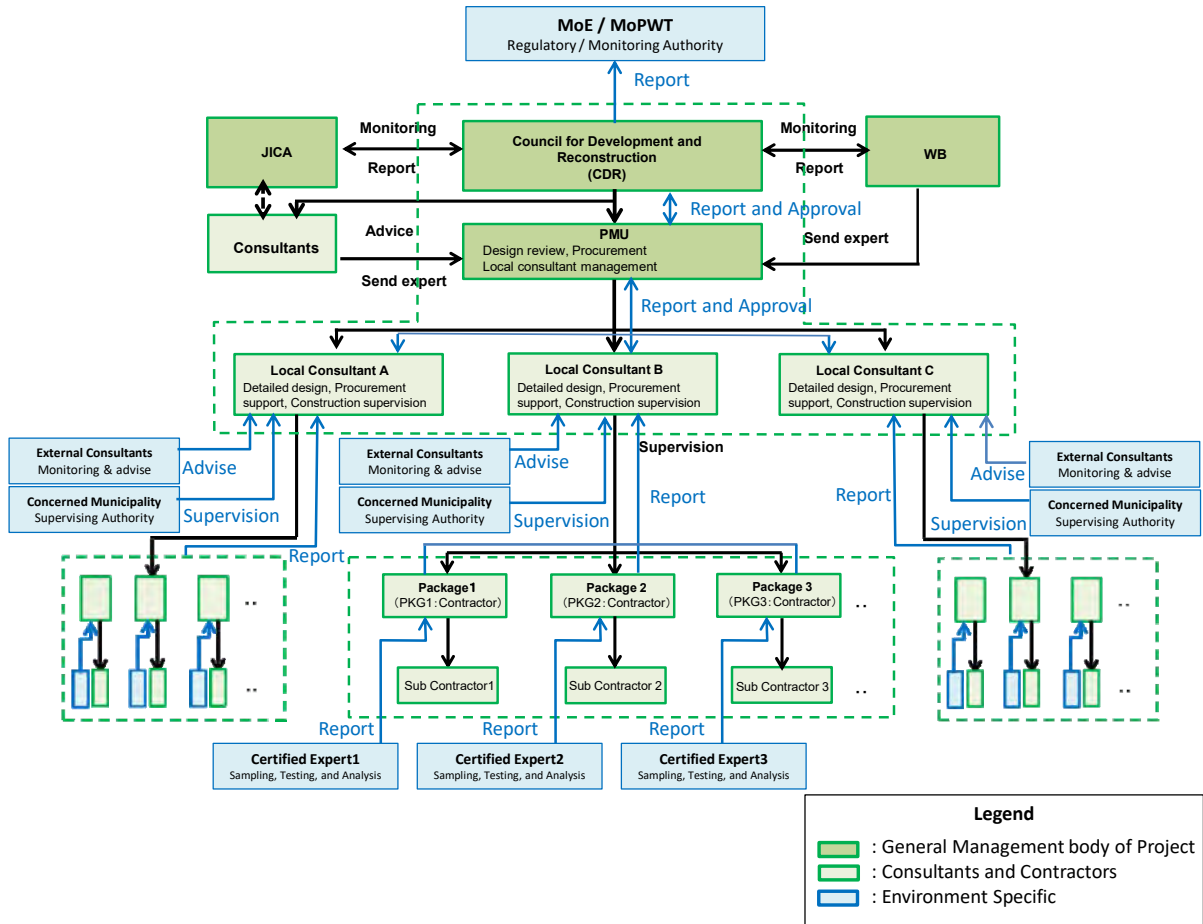 MoE / MoPWT
Regulatory / Monitoring Authority
Report
Monitoring
Monitoring
JICA
Council for Development and
Reconstruction
(CDR)
WB
Report
Report
Report and Approval
Consultants
Advice
PMU
Design review, Procurement
Local consultant management
Send expert
Send expert
Report and Approval
Local Consultant A
Detailed design, Procurement
support, Construction supervision
Local Consultant B
Detailed design, Procurement
support, Construction supervision
Local Consultant C
Detailed design, Procurement
support, Construction supervision
Supervision
External Consultants
Monitoring & advise
Advise
External Consultants
Monitoring & advise
Advise
Advise
External Consultants
Monitoring & advise
Concerned Municipality
Supervising Authority
Supervision
Concerned Municipality
Supervising Authority
Supervision
Report
Report
Supervision
Concerned Municipality
Supervising Authority
Report
..
..
Package1
(PKG1:Contractor)
Package 2
(PKG2:Contractor)
Package 3
(PKG3:Contractor)
..
..
..
Sub Contractor1
Sub Contractor 2
Sub Contractor 3
..
Report
Report
Report
Certified Expert1
Sampling, Testing, and Analysis
Certified Expert2
Sampling, Testing, and Analysis
Certified Expert3
Sampling, Testing, and Analysis
Legend
: General Management body of Project
: Consultants and Contractors
: Environment Specific